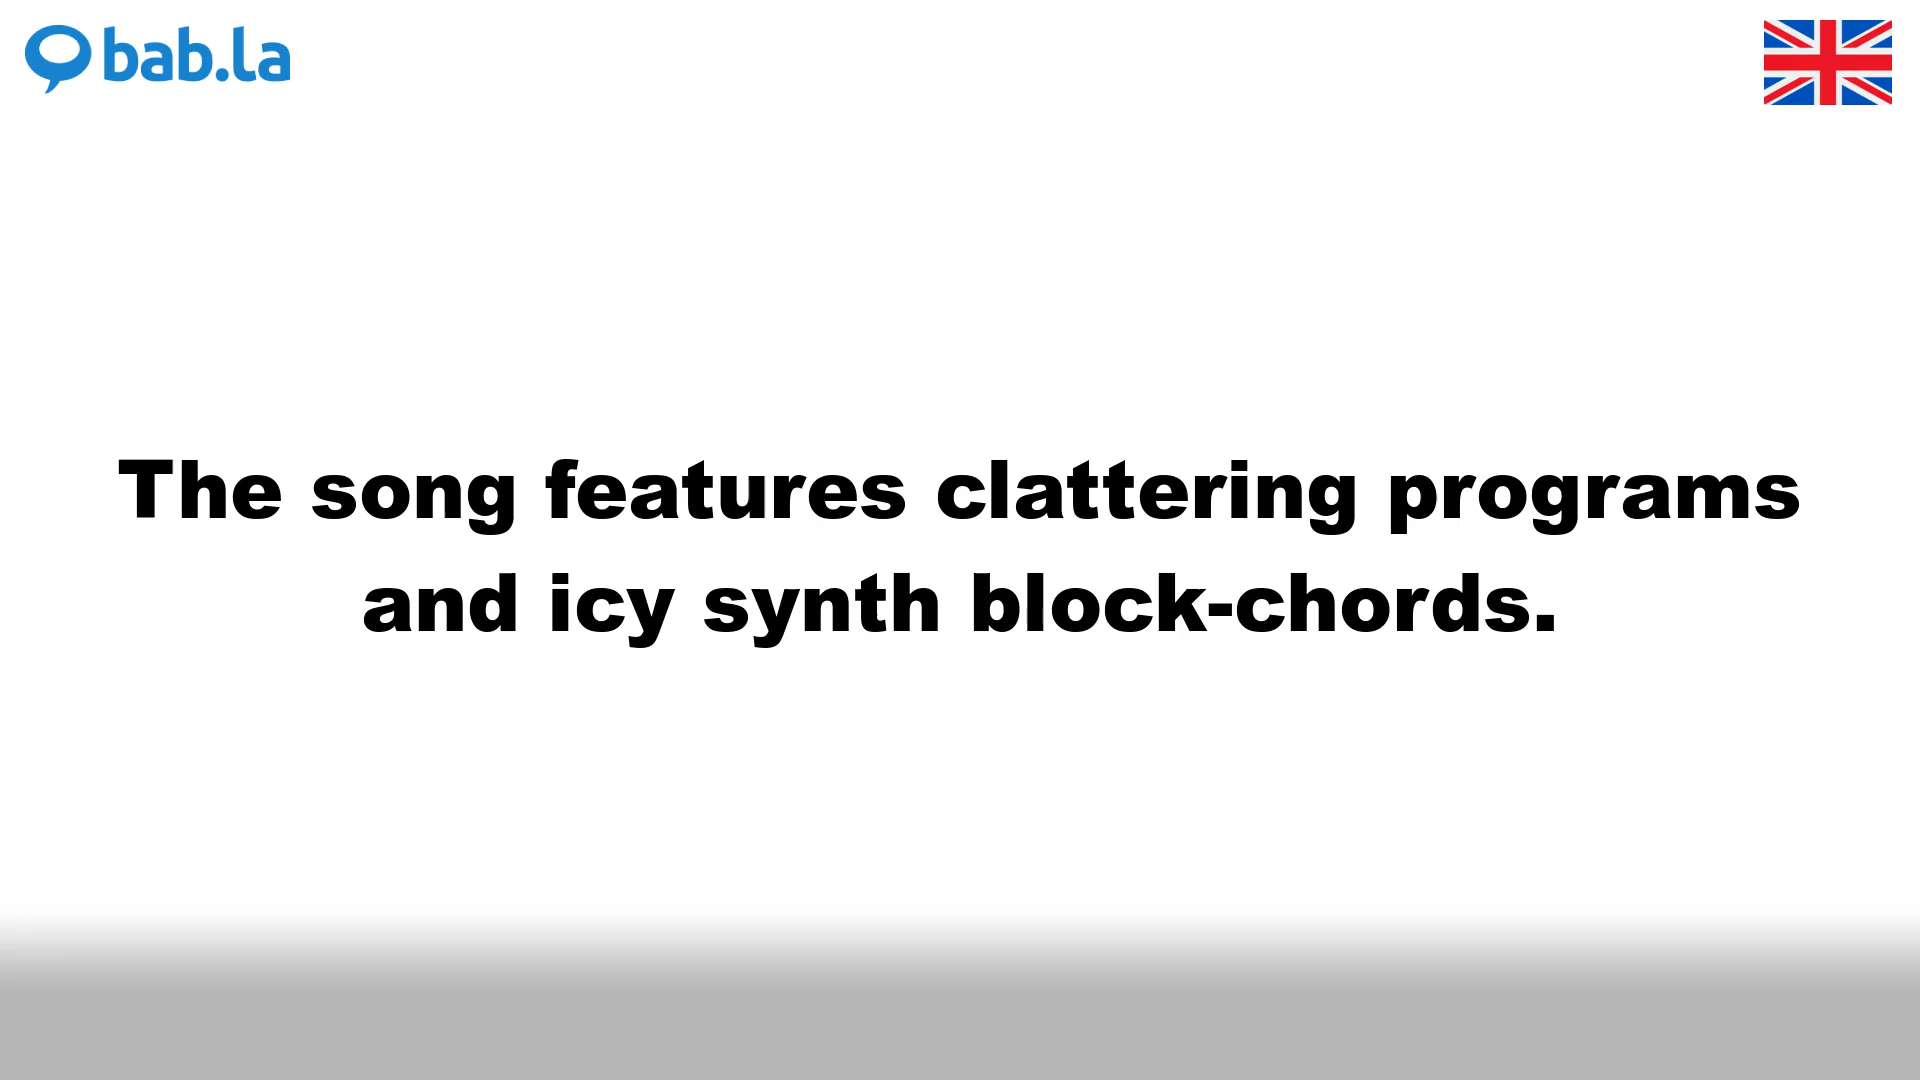 bab.la
The song features clattering programs
and icy synth block-chords.